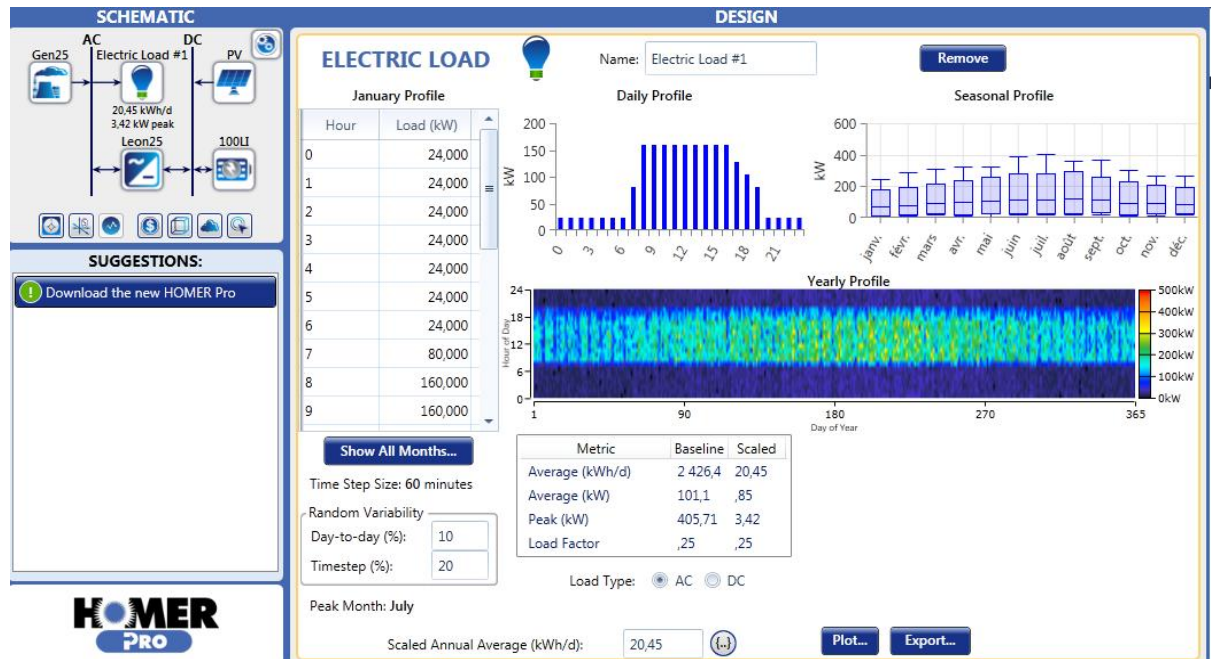 SCHEMATIC
AC DC
Gen25 Electric Load #1 PV
20,45 kWh/d
3,42 kW peak
Leon25 100LI
SUGGESTIONS:
Download the new HOMER Pro
HOMER
PRO
DESIGN
ELECTRIC LOAD
Name: Electric Load #1
Remove
January Profile
Hour Load (kW)
0 24,000
1 24,000
2 24,000
3 24,000
4 24,000
5 24,000
6 24,000
7 80,000
8 160,000
9 160,000
Show All Months...
Time Step Size: 60 minutes
Random Variability
Day-to-day (%): 10
Timestep (%): 20
Peak Month: July
Daily Profile
kW
200
150
100
50
0
0 3 6 9 12 15 18 21
Seasonal Profile
kW
600
400
200
0
janv. févr. mars avr. mai juin juil. août sept. oct. nov. déc.
Yearly Profile
Hour of Day
24
18
12
6
0
1 90 180 270 365
Day of Year
500kW
400kW
300kW
200kW
100kW
0kW
Metric Baseline Scaled
Average (kWh/d) 2 426,4 20,45
Average (kW) 101,1 ,85
Peak (kW) 405,71 3,42
Load Factor ,25 ,25
Load Type: AC DC
Scaled Annual Average (kWh/d): 20,45 {..}
Plot... Export...